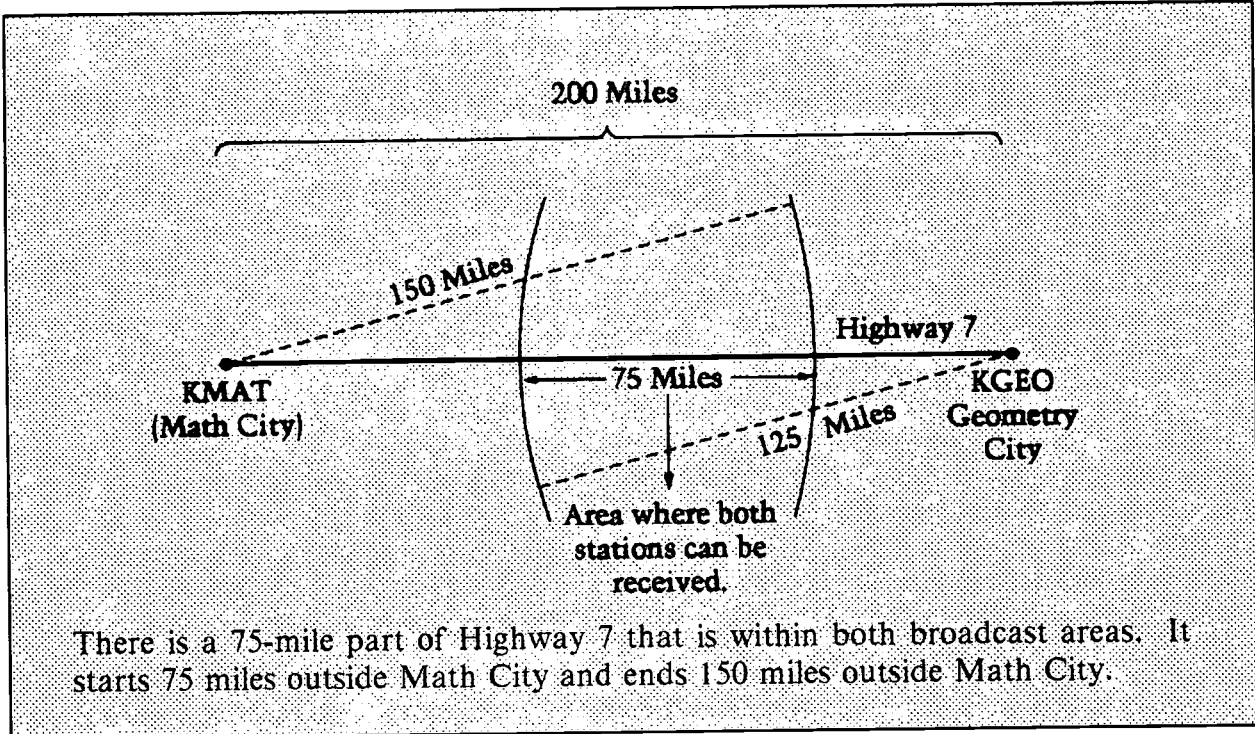 200 Miles
150 Miles
Highway 7
75 Miles
KMAT
(Math City)
KGEO
Geometry
City
125 Miles
Area where both
stations can be
received.
There is a 75-mile part of Highway 7 that is within both broadcast areas. It
starts 75 miles outside Math City and ends 150 miles outside Math City.